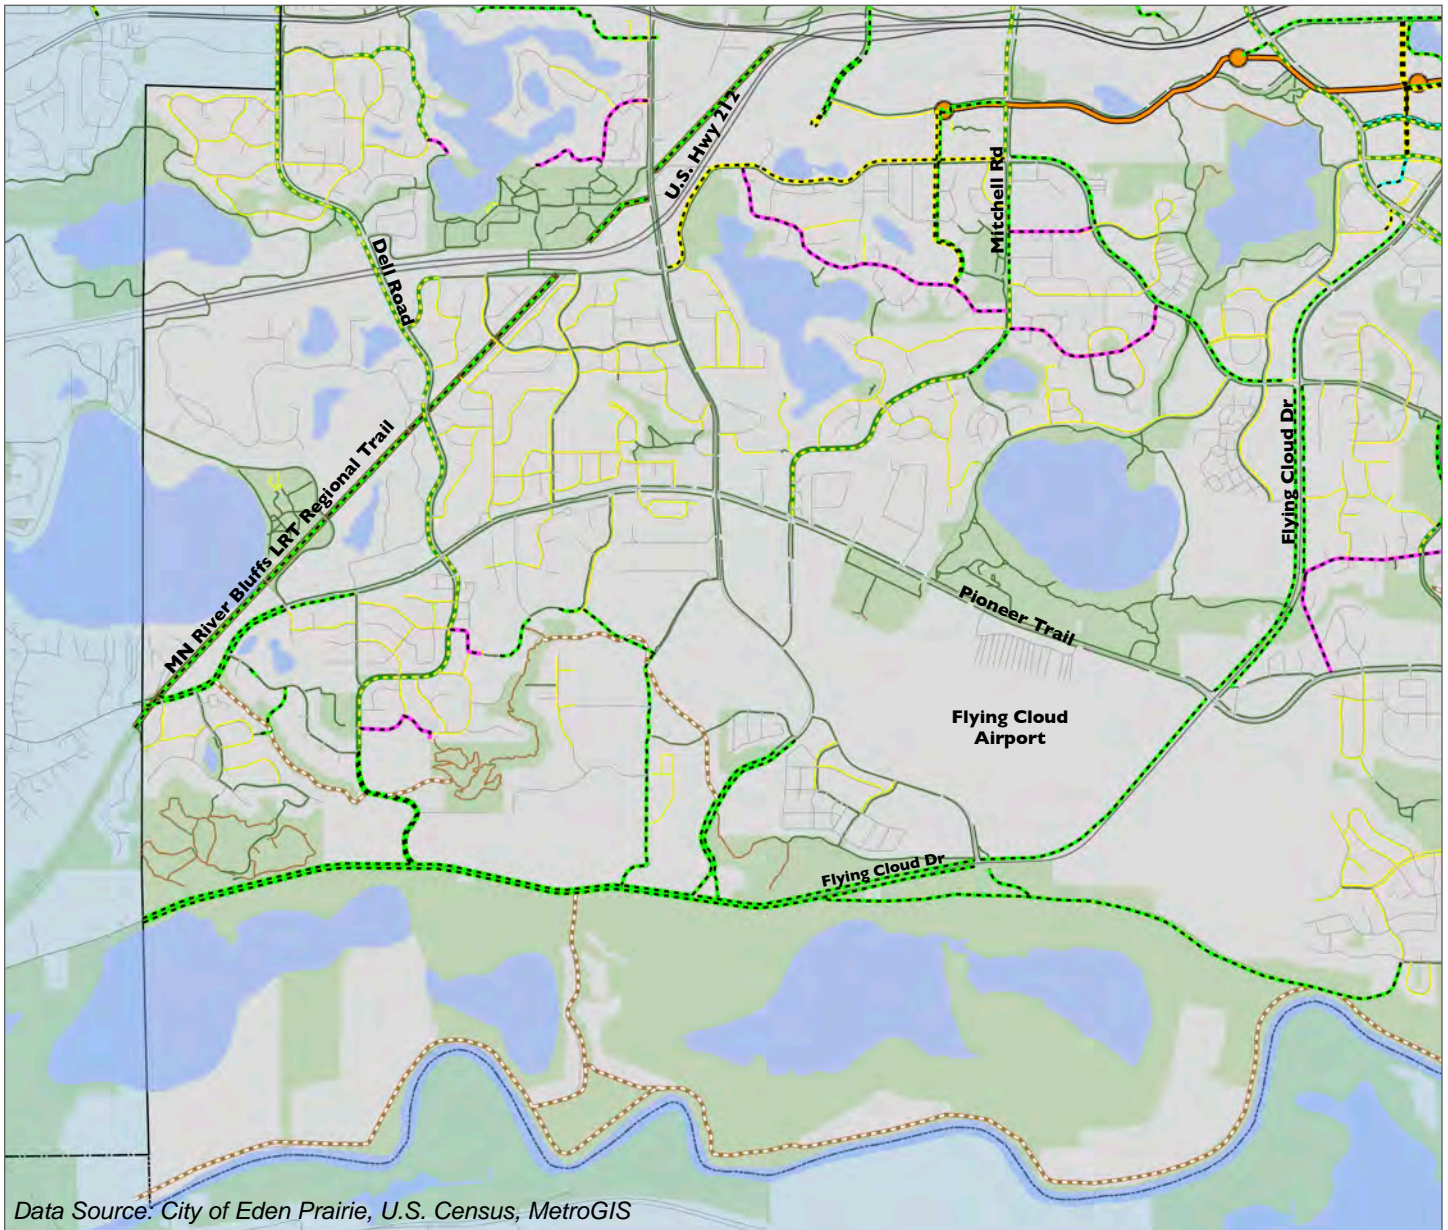 U.S. Hwy 212
Mitchell Rd
Dell Road
MN River Bluffs LRT Regional Trail
Flying Cloud Dr
Pioneer Trail
Flying Cloud
Airport
Flying Cloud Dr
Data Source: City of Eden Prairie, U.S. Census, MetroGIS